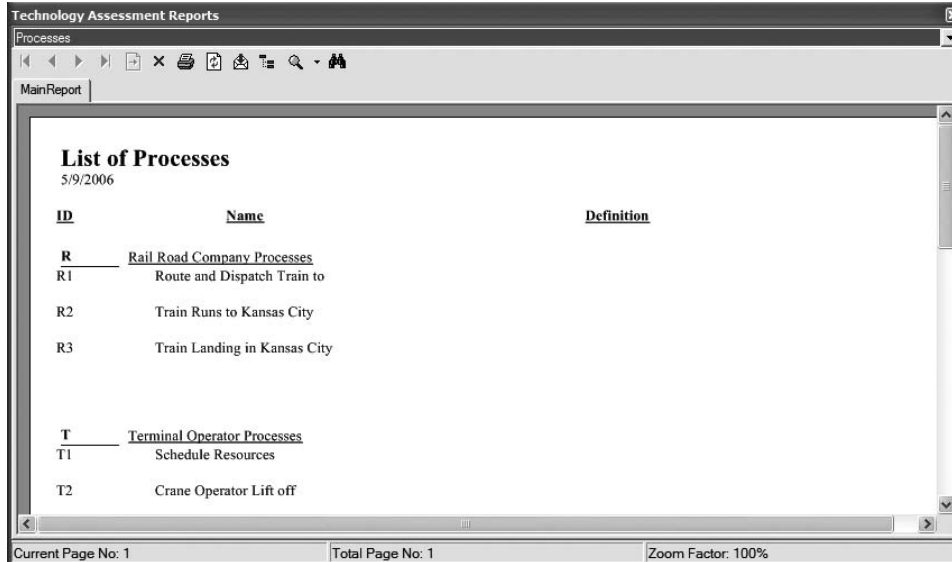 Technology Assessment Reports
Processes
MainReport
List of Processes
5/9/2006
ID Name Definition
R Rail Road Company Processes
R1 Route and Dispatch Train to
R2 Train Runs to Kansas City
R3 Train Landing in Kansas City
T Terminal Operator Processes
T1 Schedule Resources
T2 Crane Operator Lift off
Current Page No: 1 Total Page No: 1 Zoom Factor: 100%